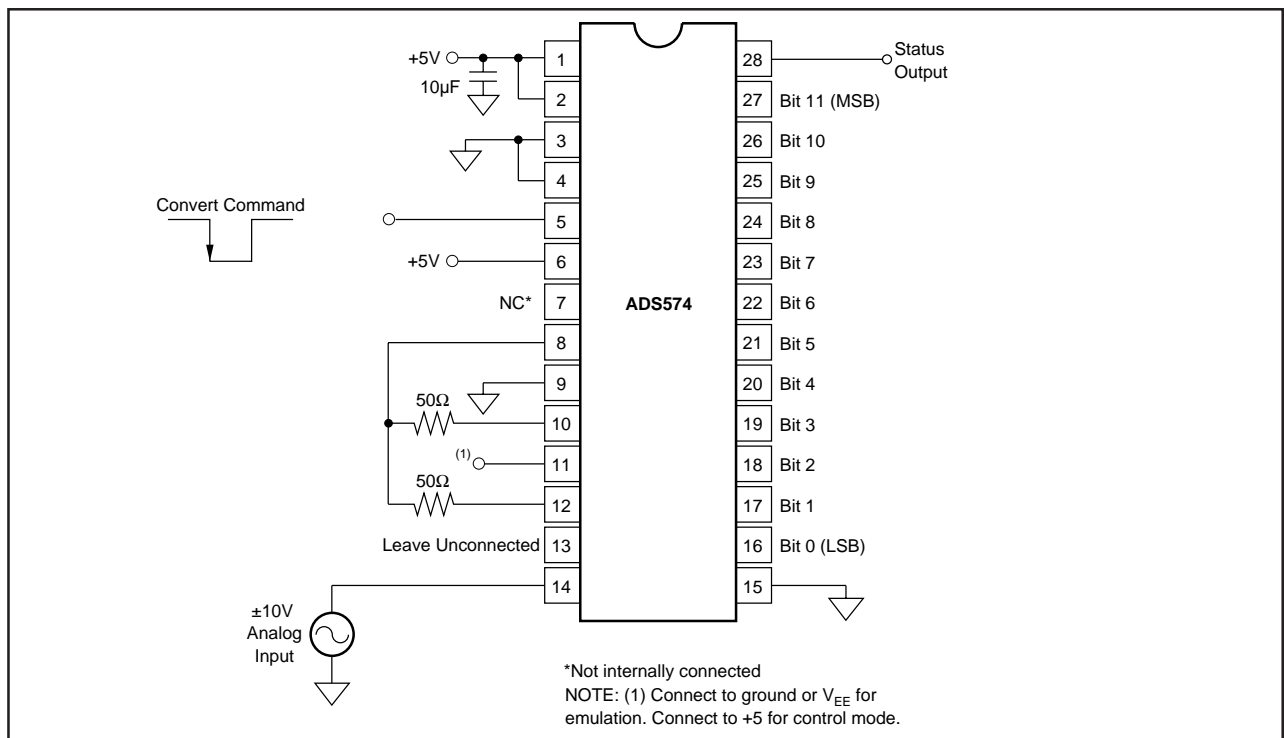 +5V
10µF
Convert Command
+5V
NC*
50Ω
(1)
50Ω
Leave Unconnected
±10V
Analog
Input
1
2
3
4
5
6
7
8
9
10
11
12
13
14
ADS574
28
27
26
25
24
23
22
21
20
19
18
17
16
15
Status
Output
Bit 11 (MSB)
Bit 10
Bit 9
Bit 8
Bit 7
Bit 6
Bit 5
Bit 4
Bit 3
Bit 2
Bit 1
Bit 0 (LSB)
*Not internally connected
NOTE: (1) Connect to ground or VEE for
emulation. Connect to +5 for control mode.